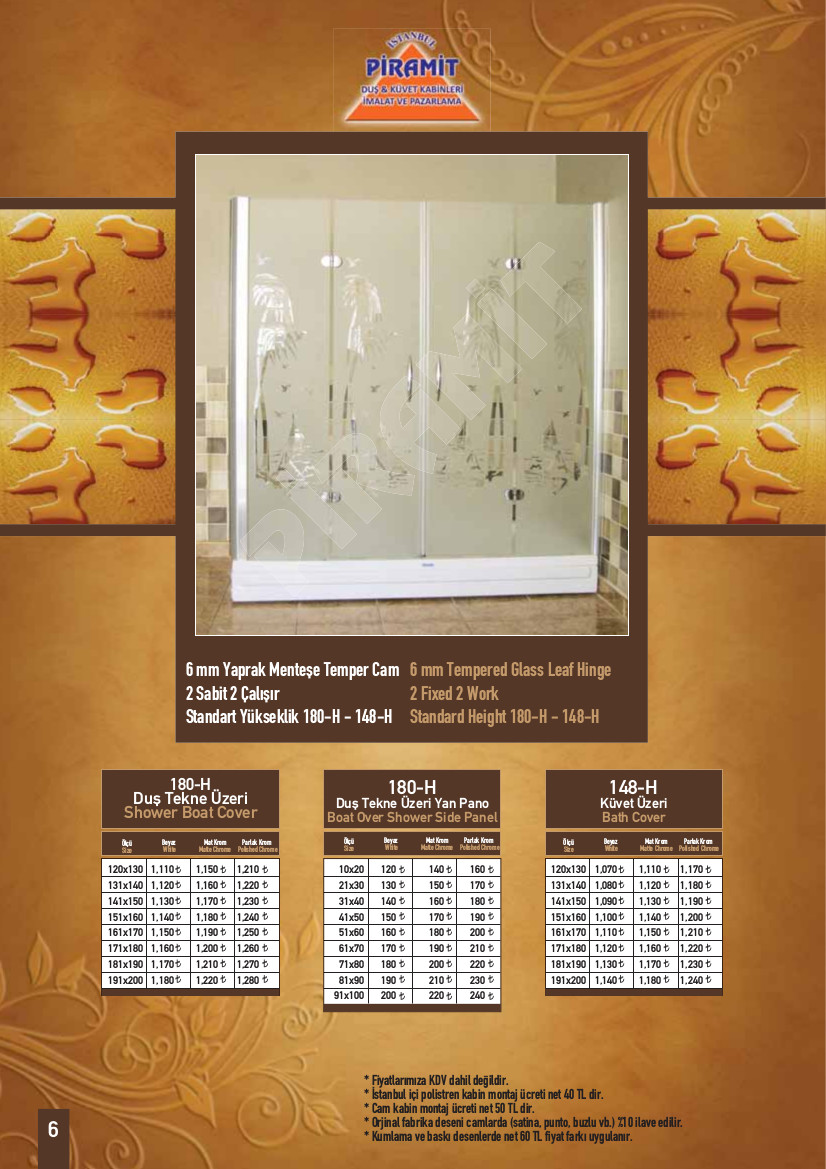 İSTANBUL
PİRAMİT
DUŞ & KÜVET KABİNLERİ
İMALAT VE PAZARLAMA
PİRAMİT
6 mm Yaprak Menteşe Temper Cam
2 Sabit 2 Çalışır
Standart Yükseklik 180-H - 148-H
6 mm Tempered Glass Leaf Hinge
2 Fixed 2 Work
Standard Height 180-H - 148-H
180-H
Duş Tekne Üzeri
Shower Boat Cover
Ölçü Beyaz Mat Krom Parlak Krom
Size White Matte Chrome Polished Chrome
120x130 1,110 ₺ 1,150 ₺ 1,210 ₺
131x140 1,120 ₺ 1,160 ₺ 1,220 ₺
141x150 1,130 ₺ 1,170 ₺ 1,230 ₺
151x160 1,140 ₺ 1,180 ₺ 1,240 ₺
161x170 1,150 ₺ 1,190 ₺ 1,250 ₺
171x180 1,160 ₺ 1,200 ₺ 1,260 ₺
181x190 1,170 ₺ 1,210 ₺ 1,270 ₺
191x200 1,180 ₺ 1,220 ₺ 1,280 ₺
180-H
Duş Tekne Üzeri Yan Pano
Boat Over Shower Side Panel
Ölçü Beyaz Mat Krom Parlak Krom
Size White Matte Chrome Polished Chrome
10x20 120 ₺ 140 ₺ 160 ₺
21x30 130 ₺ 150 ₺ 170 ₺
31x40 140 ₺ 160 ₺ 180 ₺
41x50 150 ₺ 170 ₺ 190 ₺
51x60 160 ₺ 180 ₺ 200 ₺
61x70 170 ₺ 190 ₺ 210 ₺
71x80 180 ₺ 200 ₺ 220 ₺
81x90 190 ₺ 210 ₺ 230 ₺
91x100 200 ₺ 220 ₺ 240 ₺
148-H
Küvet Üzeri
Bath Cover
Ölçü Beyaz Mat Krom Parlak Krom
Size White Matte Chrome Polished Chrome
120x130 1,070 ₺ 1,110 ₺ 1,170 ₺
131x140 1,080 ₺ 1,120 ₺ 1,180 ₺
141x150 1,090 ₺ 1,130 ₺ 1,190 ₺
151x160 1,100 ₺ 1,140 ₺ 1,200 ₺
161x170 1,110 ₺ 1,150 ₺ 1,210 ₺
171x180 1,120 ₺ 1,160 ₺ 1,220 ₺
181x190 1,130 ₺ 1,170 ₺ 1,230 ₺
191x200 1,140 ₺ 1,180 ₺ 1,240 ₺
* Fiyatlarımıza KDV dahil değildir.
* İstanbul içi polistren kabin montaj ücreti net 40 TL dir.
* Cam kabin montaj ücreti net 50 TL dir.
* Orjinal fabrika deseni camlarda (satina, punto, buzlu vb.) %10 ilave edilir.
* Kumlama ve baskı desenlerde net 60 TL fiyat farkı uygulanır.
6